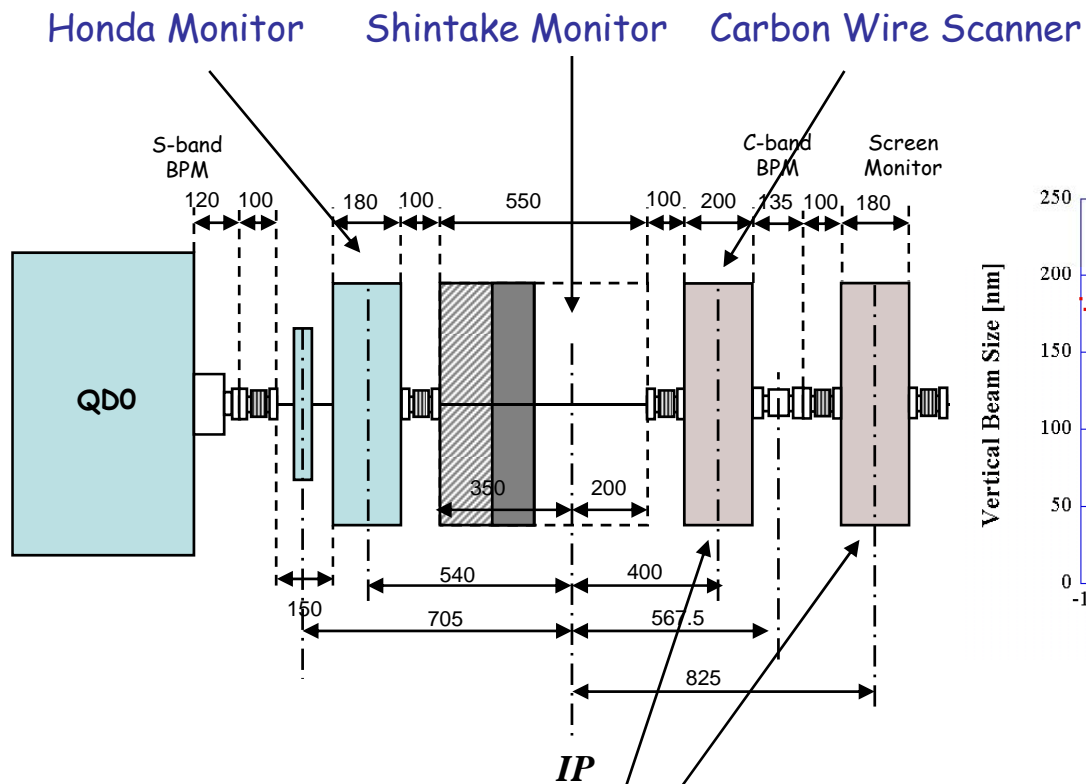 Honda Monitor Shintake Monitor Carbon Wire Scanner
S-band
BPM
C-band
BPM
Screen
Monitor
120 100 180 100 550 100 200 135 100 180
QD0
350 200
540 400
150
705 567.5
825
IP
250
200
150
100
50
0
-1
Vertical Beam Size [nm]